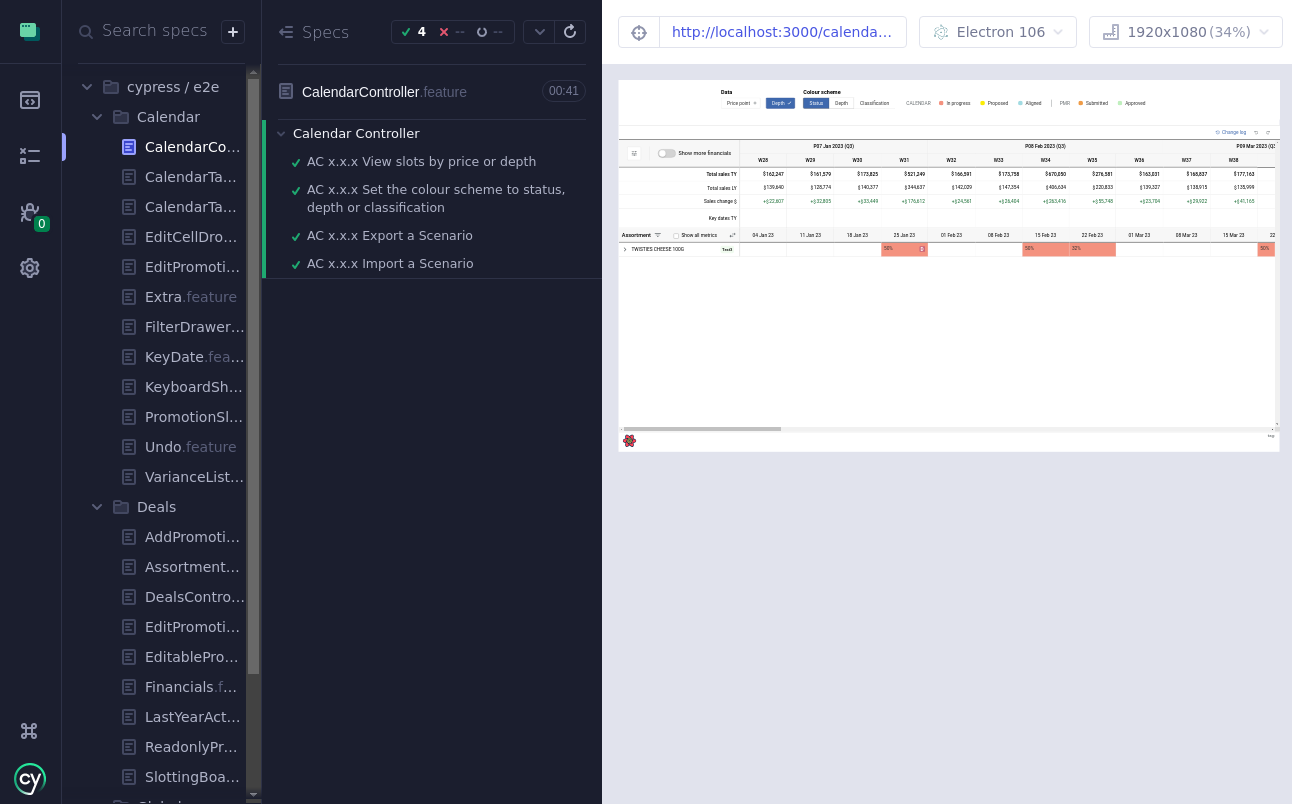 Search specs
+
cypress / e2e
Calendar
CalendarCo...
CalendarTa...
CalendarTa...
EditCellDro...
EditPromoti...
Extra.feature
FilterDrawer...
KeyDate.fea...
KeyboardSh...
PromotionSl...
Undo.feature
VarianceList...
Deals
AddPromoti...
Assortment...
DealsContro...
EditPromoti...
EditablePro...
Financials.f...
LastYearAct...
ReadonlyPr...
SlottingBoa...
0
cy
Specs
4 -- --
CalendarController.feature 00:41
Calendar Controller
AC x.x.x View slots by price or depth
AC x.x.x Set the colour scheme to status,
depth or classification
AC x.x.x Export a Scenario
AC x.x.x Import a Scenario
http://localhost:3000/calenda...
Electron 106
1920x1080 (34%)
Data Colour scheme
Price point Depth Status Depth Classification CALENDAR In progress Proposed Aligned PMR Submitted Approved
Change log
P07 Jan 2023 (Q3) P08 Feb 2023 (Q3) P09 Mar 2023 (Q3
Show more financials
W28 W29 W30 W31 W32 W33 W34 W35 W36 W37 W38
Total sales TY $162,247 $161,579 $173,825 $521,249 $166,591 $173,758 $670,050 $276,581 $163,031 $168,837 $177,163
Total sales LY $139,640 $128,774 $140,377 $344,637 $142,029 $147,354 $406,634 $220,833 $139,327 $138,915 $135,999
Sales change $ +$22,607 +$32,805 +$33,449 +$176,612 +$24,561 +$26,404 +$263,416 +$55,748 +$23,704 +$29,922 +$41,165
Key dates TY
Assortment Show all metrics 04 Jan 23 11 Jan 23 18 Jan 23 25 Jan 23 01 Feb 23 08 Feb 23 15 Feb 23 22 Feb 23 01 Mar 23 08 Mar 23 15 Mar 23 22
TWISTIES CHEESE 100G 50% 50% 32% 50%